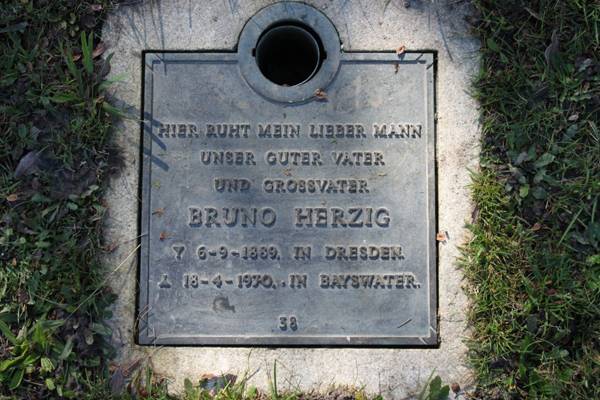 HIER RUHT MEIN LIEBER MANN
UNSER GUTER VATER
UND GROSSVATER
BRUNO HERZIG
Y 6-9-1889, IN DRESDEN.
⅄ 18-4-1970, IN BAYSWATER.
38